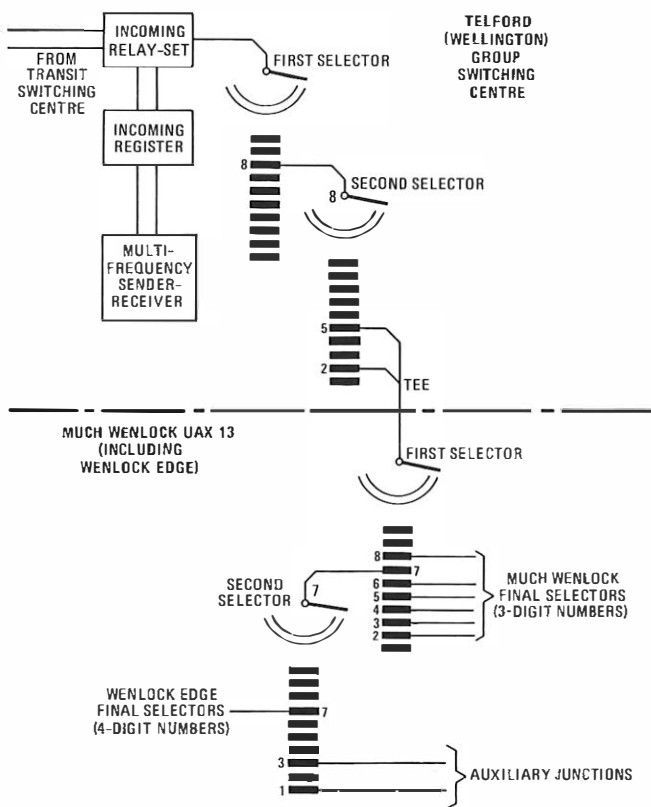 INCOMING
RELAY-SET
FROM
TRANSIT
SWITCHING
CENTRE
FIRST SELECTOR
TELFORD
(WELLINGTON)
GROUP
SWITCHING
CENTRE
INCOMING
REGISTER
8
SECOND SELECTOR
8
MULTI-
FREQUENCY
SENDER-
RECEIVER
5
2
TEE
MUCH WENLOCK UAX 13
(INCLUDING
WENLOCK EDGE)
FIRST SELECTOR
8
7
6
5
4
3
2
MUCH WENLOCK
FINAL SELECTORS
(3-DIGIT NUMBERS)
SECOND
SELECTOR
7
WENLOCK EDGE
FINAL SELECTORS
(4-DIGIT NUMBERS)
7
3
1
AUXILIARY JUNCTIONS